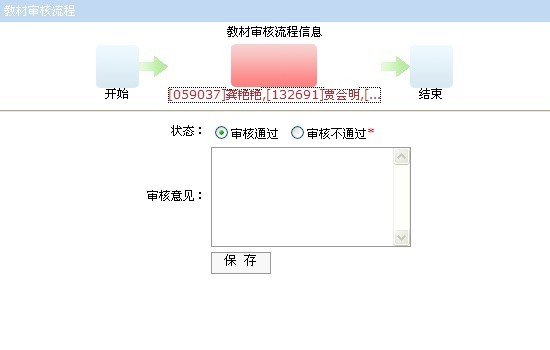 教材审核流程
教材审核流程信息
开始
[059037]龚艳艳,[132691]贾会明,[...
结束
状态：
审核通过
审核不通过*
审核意见：
保 存